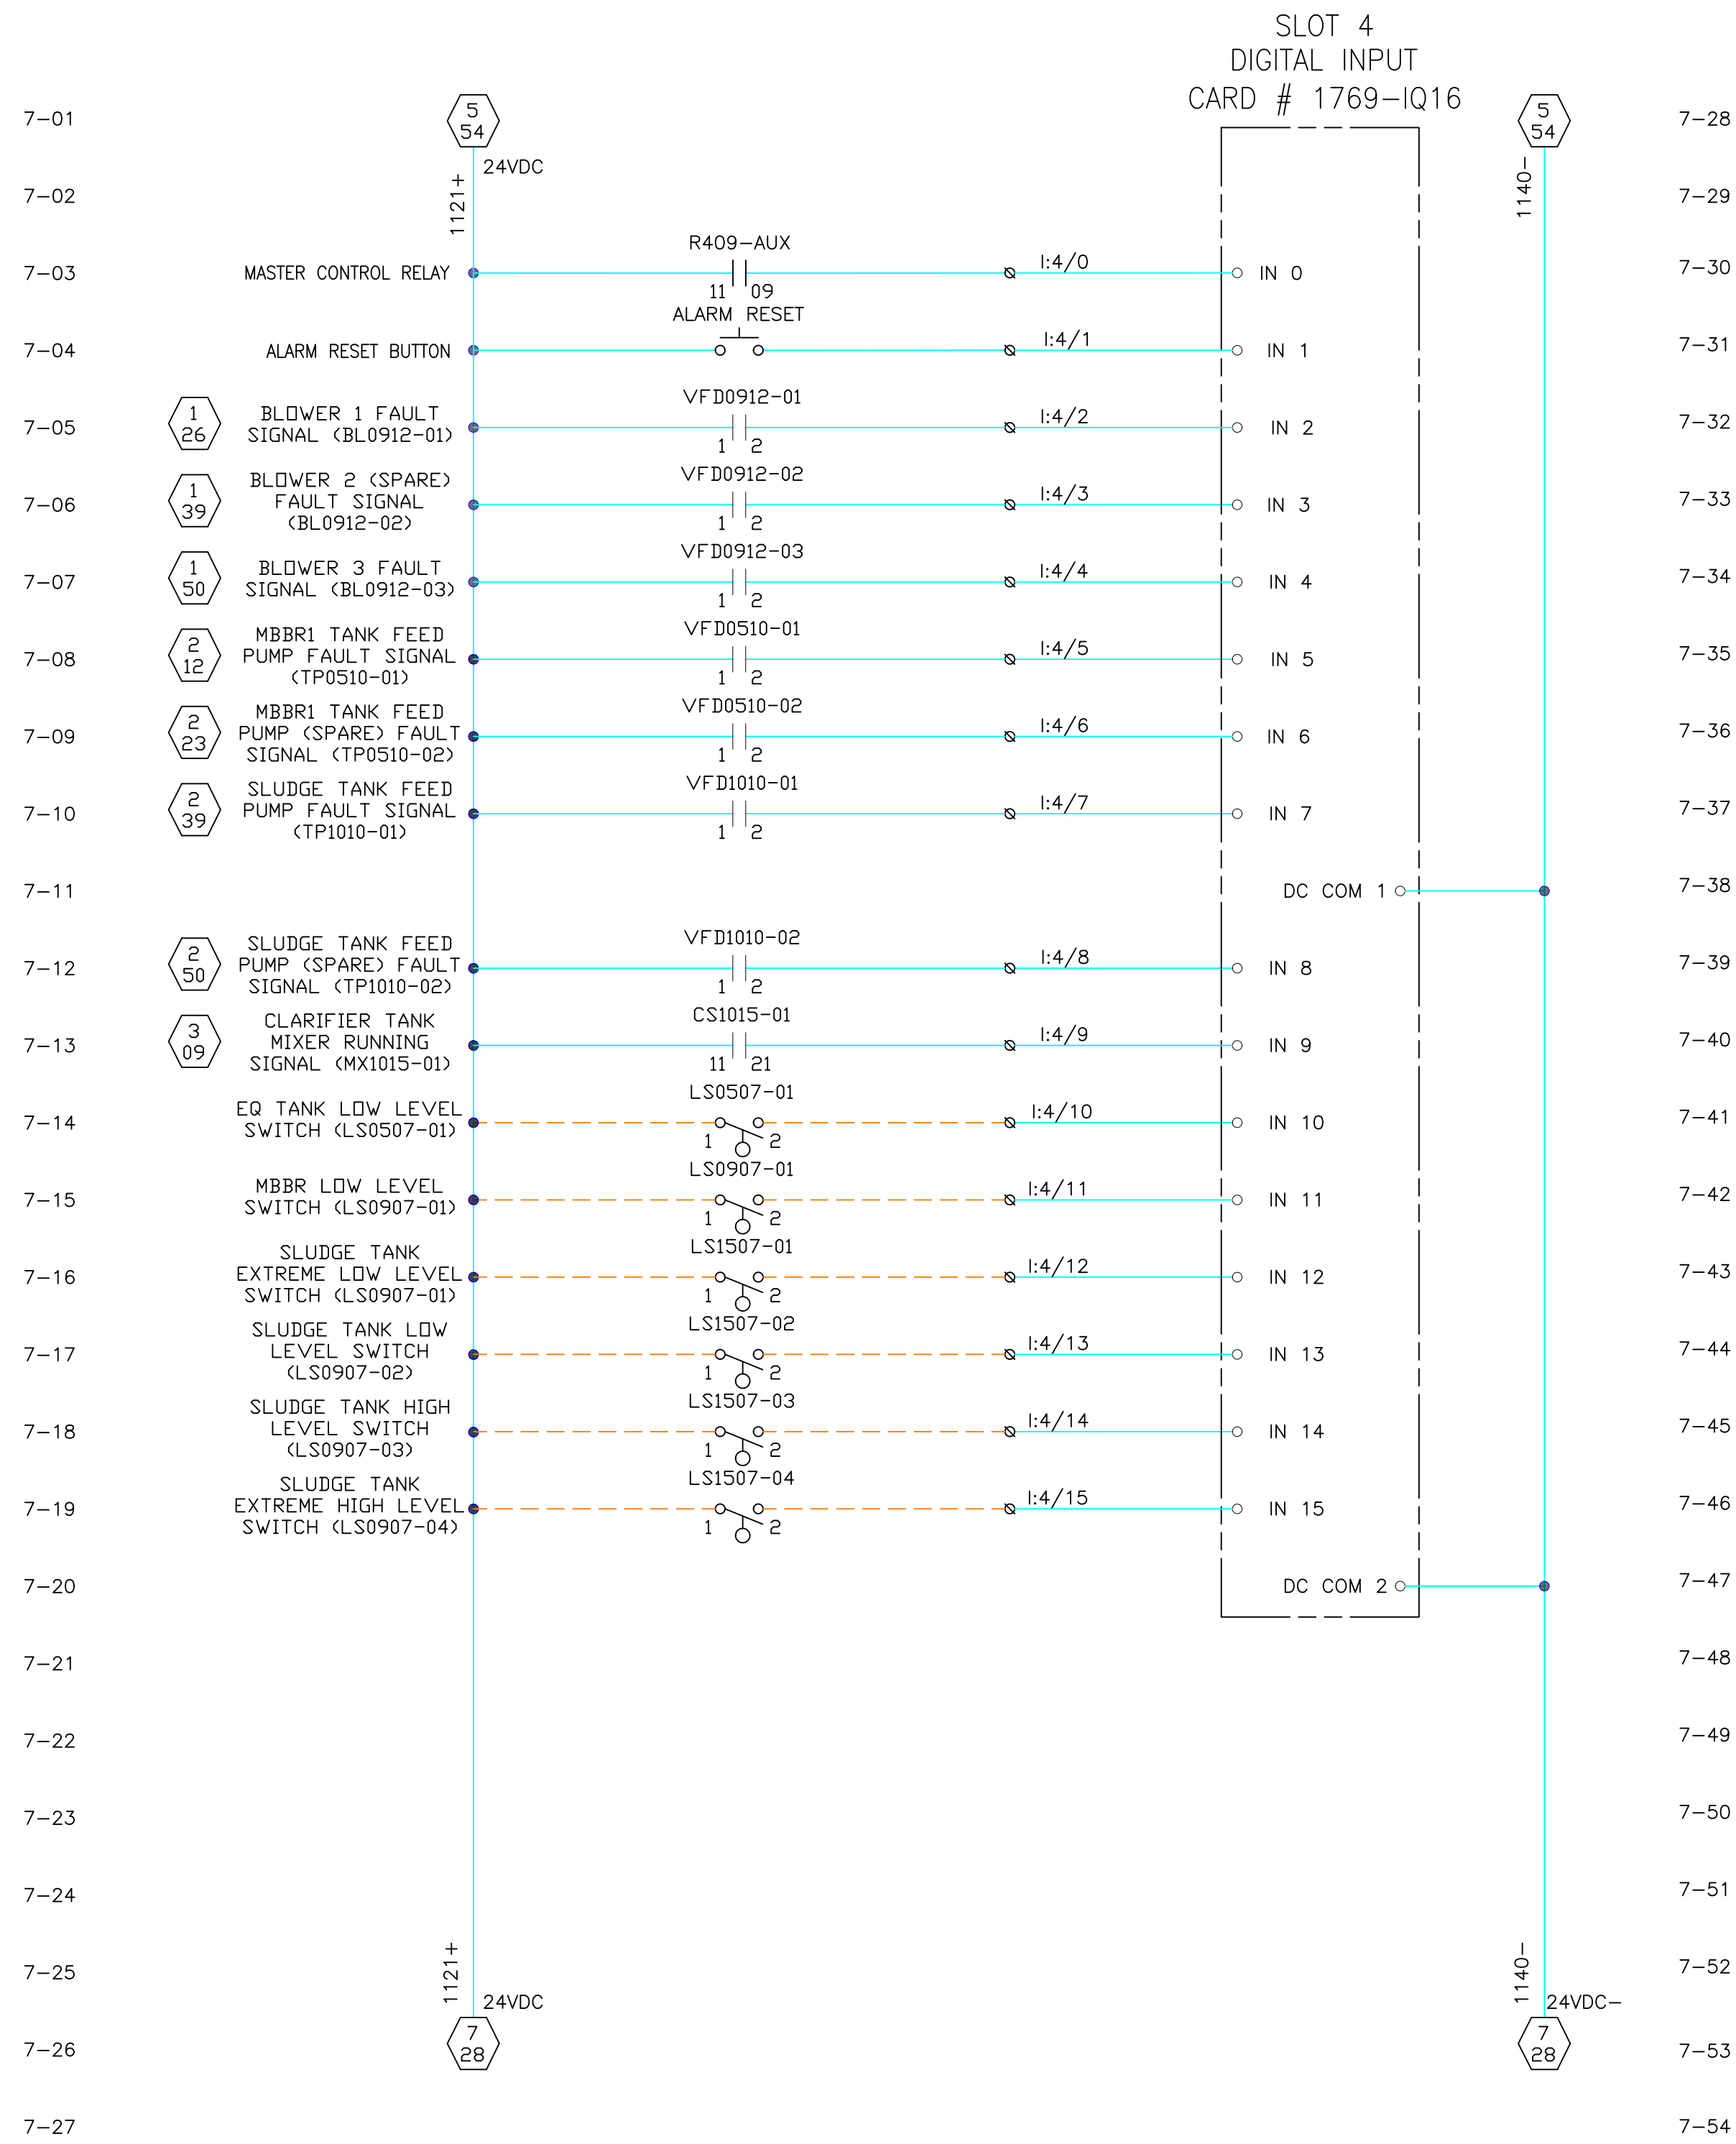 SLOT 4
DIGITAL INPUT
CARD # 1769-IQ16
7-01
5
54
5
54
7-28
24VDC
7-02
1121+
1140-
7-29
R409-AUX
7-03
MASTER CONTROL RELAY
11 09
I:4/0
IN 0
7-30
ALARM RESET
7-04
ALARM RESET BUTTON
I:4/1
IN 1
7-31
VFD0912-01
7-05
1
26
BLOWER 1 FAULT
SIGNAL (BL0912-01)
1 2
I:4/2
IN 2
7-32
VFD0912-02
7-06
1
39
BLOWER 2 (SPARE)
FAULT SIGNAL
(BL0912-02)
1 2
I:4/3
IN 3
7-33
VFD0912-03
7-07
1
50
BLOWER 3 FAULT
SIGNAL (BL0912-03)
1 2
I:4/4
IN 4
7-34
VFD0510-01
7-08
2
12
MBBR1 TANK FEED
PUMP FAULT SIGNAL
(TP0510-01)
1 2
I:4/5
IN 5
7-35
VFD0510-02
7-09
2
23
MBBR1 TANK FEED
PUMP (SPARE) FAULT
SIGNAL (TP0510-02)
1 2
I:4/6
IN 6
7-36
VFD1010-01
7-10
2
39
SLUDGE TANK FEED
PUMP FAULT SIGNAL
(TP1010-01)
1 2
I:4/7
IN 7
7-37
7-11
DC COM 1
7-38
VFD1010-02
7-12
2
50
SLUDGE TANK FEED
PUMP (SPARE) FAULT
SIGNAL (TP1010-02)
1 2
I:4/8
IN 8
7-39
CS1015-01
7-13
3
09
CLARIFIER TANK
MIXER RUNNING
SIGNAL (MX1015-01)
11 21
I:4/9
IN 9
7-40
LS0507-01
7-14
EQ TANK LOW LEVEL
SWITCH (LS0507-01)
1 2
I:4/10
IN 10
7-41
LS0907-01
7-15
MBBR LOW LEVEL
SWITCH (LS0907-01)
1 2
I:4/11
IN 11
7-42
LS1507-01
7-16
SLUDGE TANK
EXTREME LOW LEVEL
SWITCH (LS0907-01)
1 2
I:4/12
IN 12
7-43
LS1507-02
7-17
SLUDGE TANK LOW
LEVEL SWITCH
(LS0907-02)
1 2
I:4/13
IN 13
7-44
LS1507-03
7-18
SLUDGE TANK HIGH
LEVEL SWITCH
(LS0907-03)
1 2
I:4/14
IN 14
7-45
LS1507-04
7-19
SLUDGE TANK
EXTREME HIGH LEVEL
SWITCH (LS0907-04)
1 2
I:4/15
IN 15
7-46
7-20
DC COM 2
7-47
7-21
7-48
7-22
7-49
7-23
7-50
7-24
7-51
7-25
1121+
1140-
7-52
24VDC
24VDC-
7-26
7
28
7
28
7-53
7-27
7-54